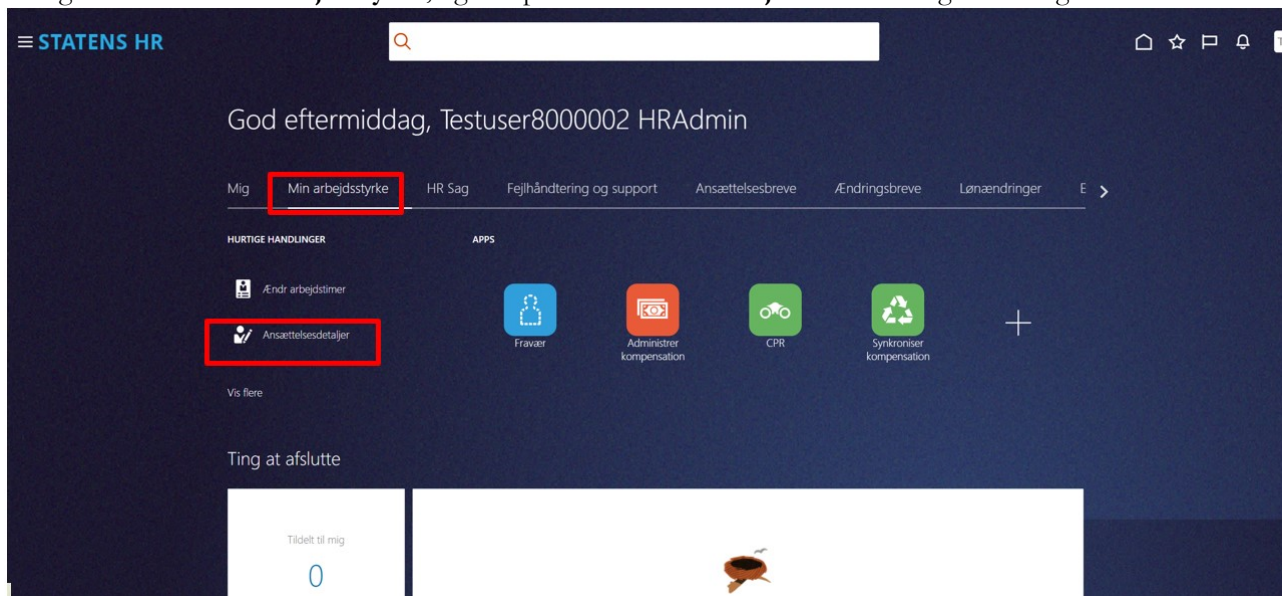 STATENS HR
God eftermiddag, Testuser8000002 HRAdmin
Mig Min arbejdsstyrke HR Sag Fejlhåndtering og support Ansættelsesbreve Ændringsbreve Lønændringer E
HURTIGE HANDLINGER APPS
Ændr arbejdstimer
Ansættelsesdetaljer
Fravær Administrer kompensation CPR Synkroniser kompensation
Vis flere
Ting at afslutte
Tildelt til mig
0